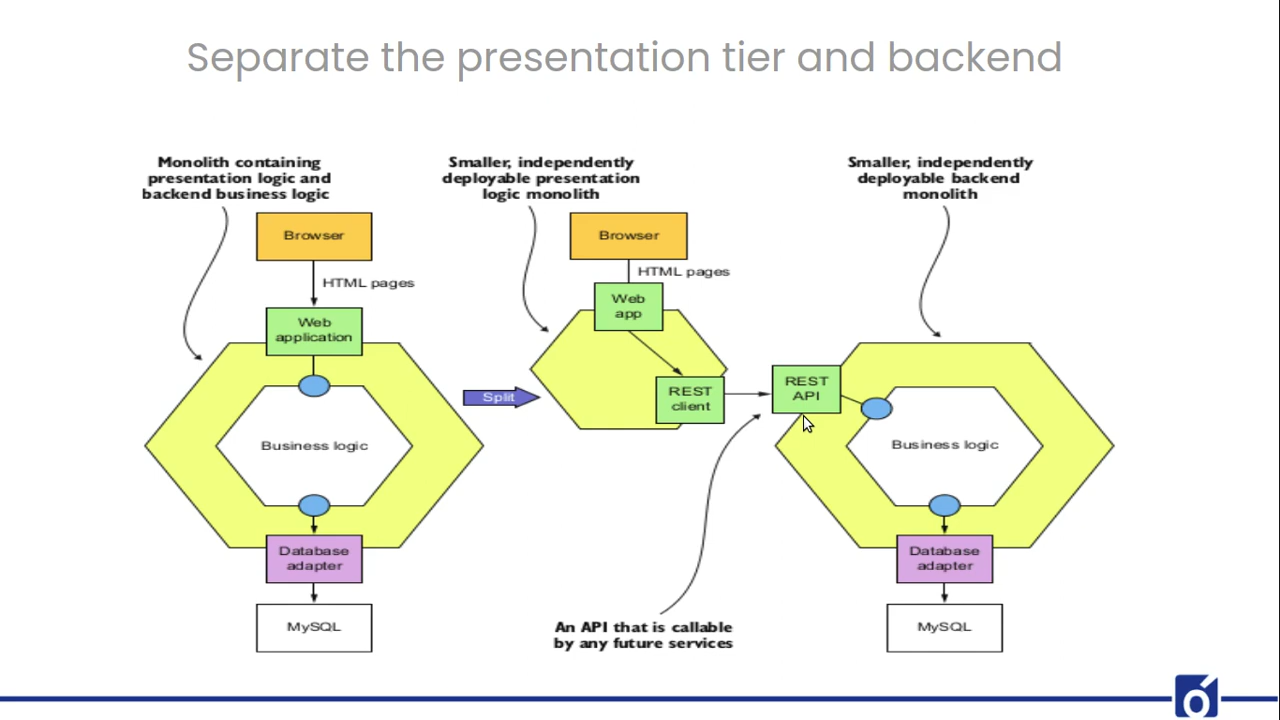 Separate the presentation tier and backend
Monolith containing
presentation logic and
backend business logic
Browser
HTML pages
Web
application
Business logic
Database
adapter
MySQL
Split
Smaller, independently
deployable presentation
logic monolith
Browser
HTML pages
Web
app
REST
client
An API that is callable
by any future services
Smaller, independently
deployable backend
monolith
REST
API
Business logic
Database
adapter
MySQL
ó